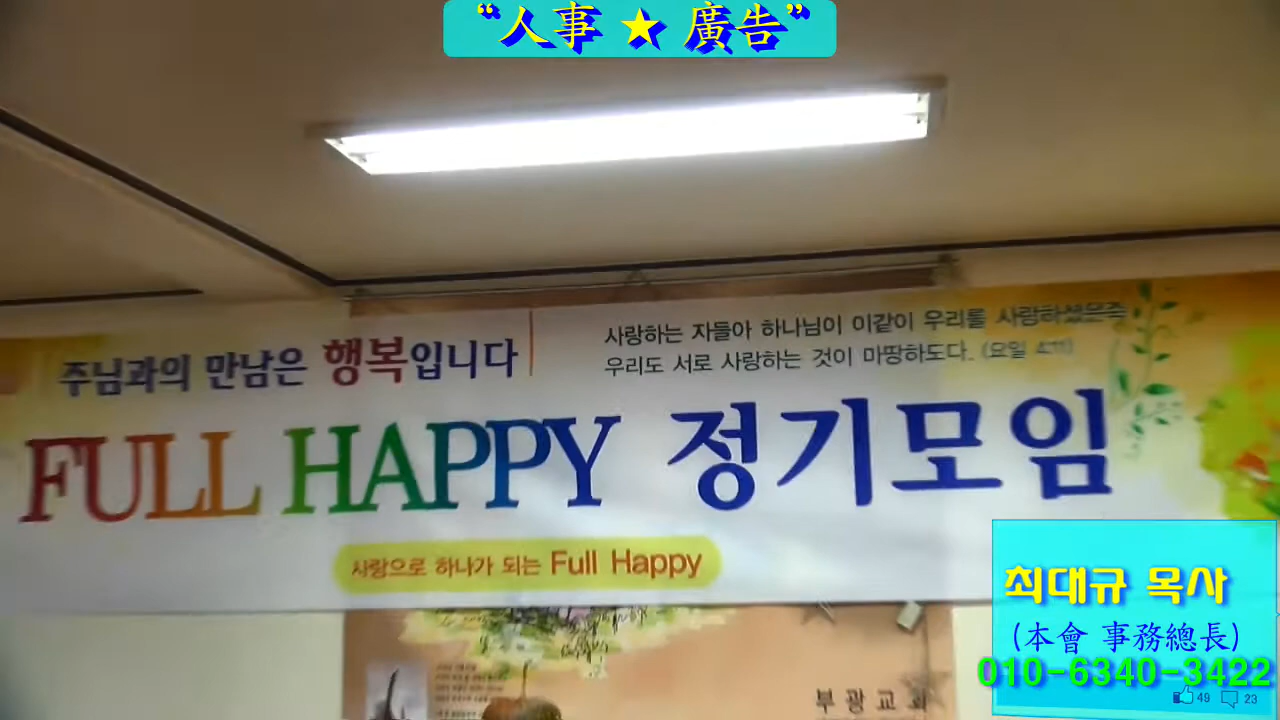 “人事 ★ 廣告”
주님과의 만남은 행복입니다
사랑하는 자들아 하나님이 이같이 우리를 사랑하셨은즉
우리도 서로 사랑하는 것이 마땅하도다. (요일 4:11)
FULL HAPPY 정기모임
사랑으로 하나가 되는 Full Happy
최대규 목사
(本會 事務總長)
010-6340-3422
49 23
부광교회